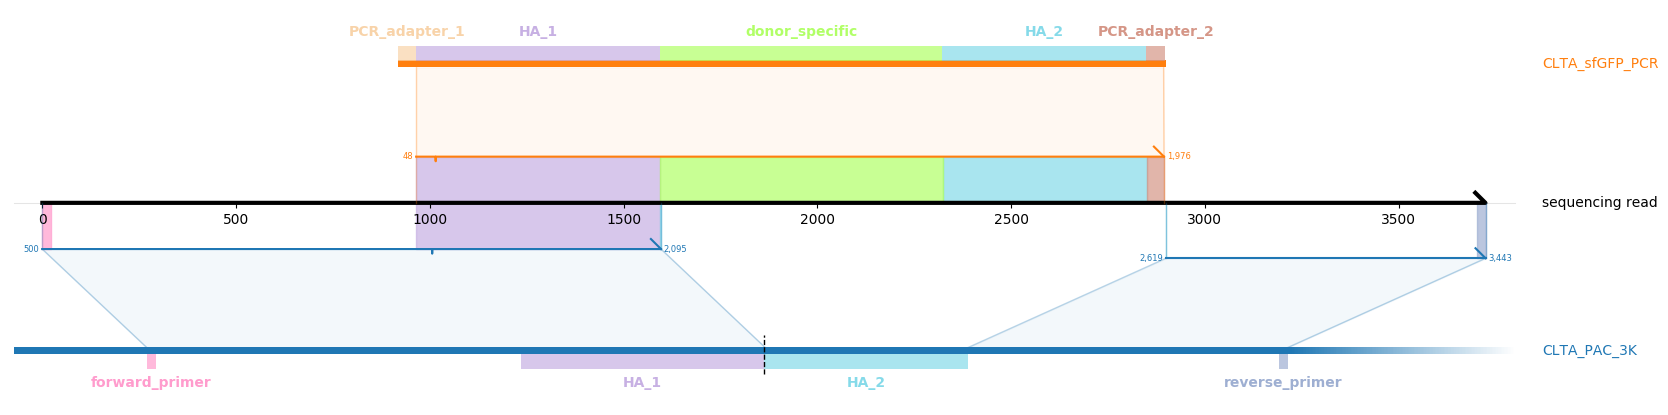 PCR_adapter_1 HA_1 donor_specific HA_2 PCR_adapter_2
CLTA_sfGFP_PCR
48 1,976
sequencing read
0 500 1000 1500 2000 2500 3000 3500
500 2,095
2,619 3,443
CLTA_PAC_3K
forward_primer HA_1 HA_2 reverse_primer